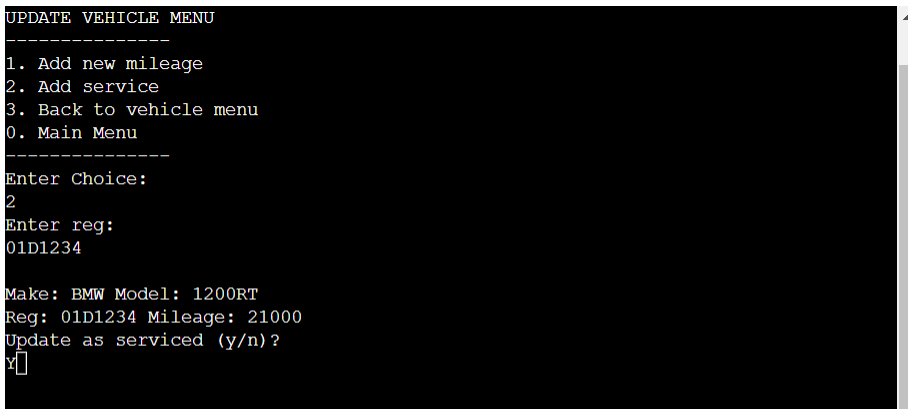 UPDATE VEHICLE MENU
---------------
1. Add new mileage
2. Add service
3. Back to vehicle menu
0. Main Menu
---------------
Enter Choice:
2
Enter reg:
01D1234
Make: BMW Model: 1200RT
Reg: 01D1234 Mileage: 21000
Update as serviced (y/n)?
Y